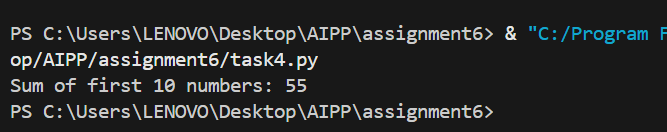 PS C:\Users\LENOVO\Desktop\AIPP\assignment6> & "C:/Program
op/AIPP/assignment6/task4.py
Sum of first 10 numbers: 55
PS C:\Users\LENOVO\Desktop\AIPP\assignment6>